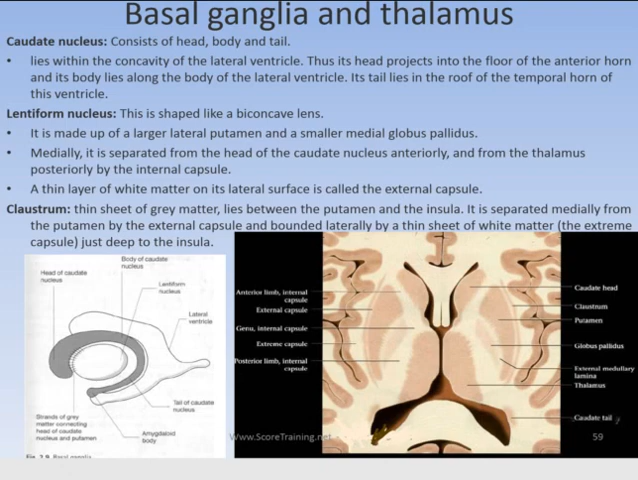 Basal ganglia and thalamus
Caudate nucleus: Consists of head, body and tail.
• lies within the concavity of the lateral ventricle. Thus its head projects into the floor of the anterior horn
and its body lies along the body of the lateral ventricle. Its tail lies in the roof of the temporal horn of
this ventricle.
Lentiform nucleus: This is shaped like a biconcave lens.
• It is made up of a larger lateral putamen and a smaller medial globus pallidus.
• Medially, it is separated from the head of the caudate nucleus anteriorly, and from the thalamus
posteriorly by the internal capsule.
• A thin layer of white matter on its lateral surface is called the external capsule.
Claustrum: thin sheet of grey matter, lies between the putamen and the insula. It is separated medially from
the putamen by the external capsule and bounded laterally by a thin sheet of white matter (the extreme
capsule) just deep to the insula.
Body of caudate
nucleus
Head of caudate
nucleus
Lentiform
nucleus
Lateral
ventricle
Tail of caudate
nucleus
Strands of grey
matter connecting
head of caudate
nucleus and putamen
Amygdaloid
body
Fig. 2.9 Basal ganglia
Anterior limb, internal
capsule
External capsule
Genu, internal capsule
Extreme capsule
Posterior limb, internal
capsule
Caudate head
Claustrum
Putamen
Globus pallidus
External medullary
lamina
Thalamus
Caudate tail
www.ScoreTraining.net
59